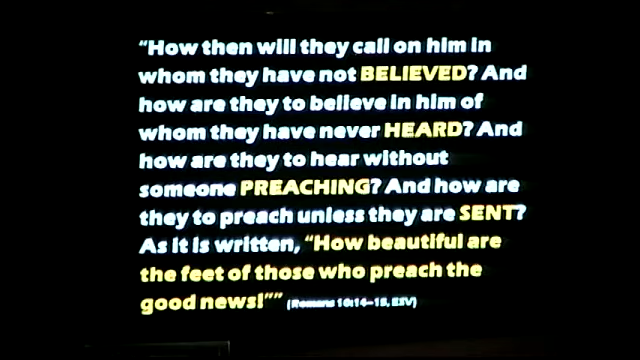 “How then will they call on him in
whom they have not BELIEVED? And
how are they to believe in him of
whom they have never HEARD? And
how are they to hear without
someone PREACHING? And how are
they to preach unless they are SENT?
As it is written, “How beautiful are
the feet of those who preach the
good news!”” (Romans 10:14–15, ESV)